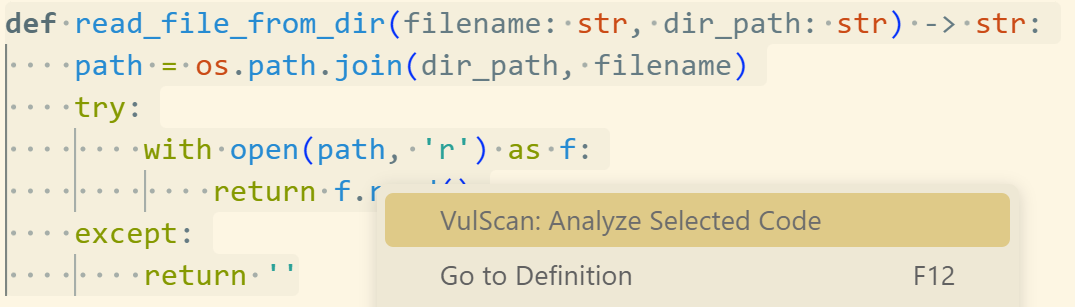 def read_file_from_dir(filename: str, dir_path: str) -> str:
    path = os.path.join(dir_path, filename)
    try:
        with open(path, 'r') as f:
            return
    except:
        return ''
VulScan: Analyze Selected Code
Go to Definition F12